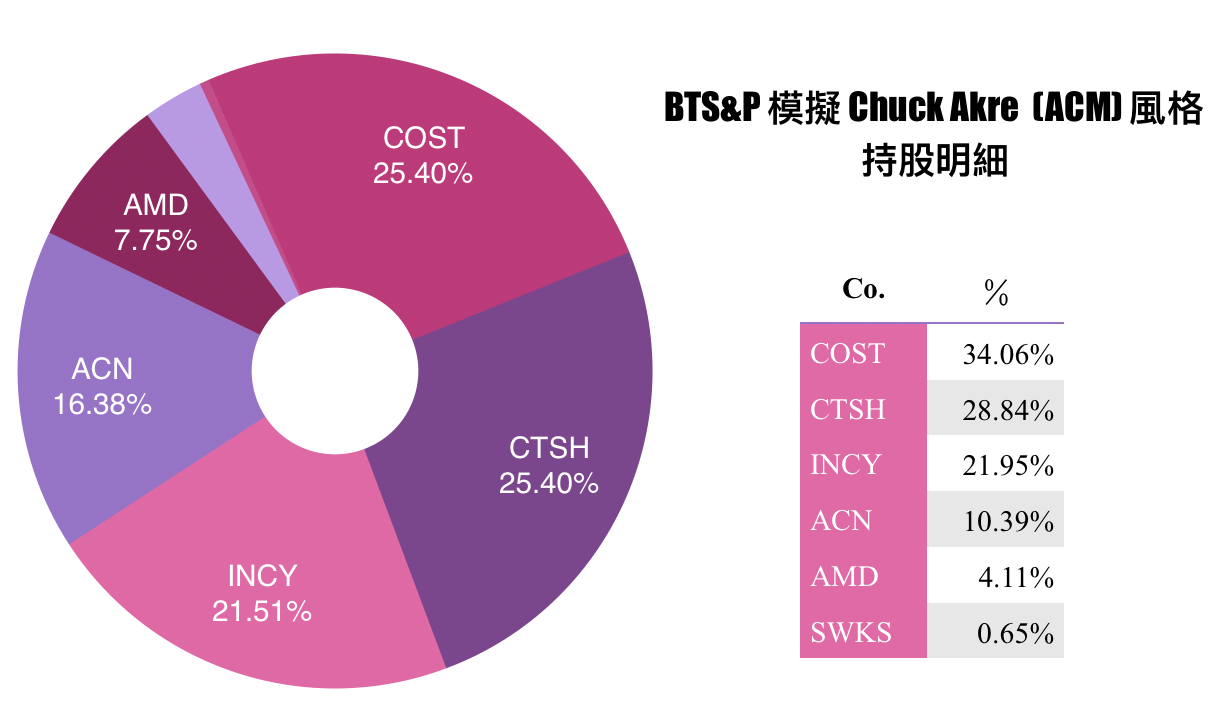 BTS&P 模擬 Chuck Akre (ACM) 風格
持股明細
COST
25.40%
CTSH
25.40%
INCY
21.51%
ACN
16.38%
AMD
7.75%
Co. %
COST 34.06%
CTSH 28.84%
INCY 21.95%
ACN 10.39%
AMD 4.11%
SWKS 0.65%